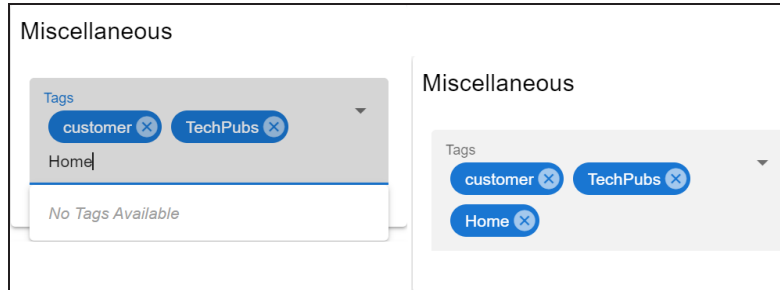 Miscellaneous
Tags
customer TechPubs
Home
No Tags Available
Miscellaneous
Tags
customer TechPubs
Home